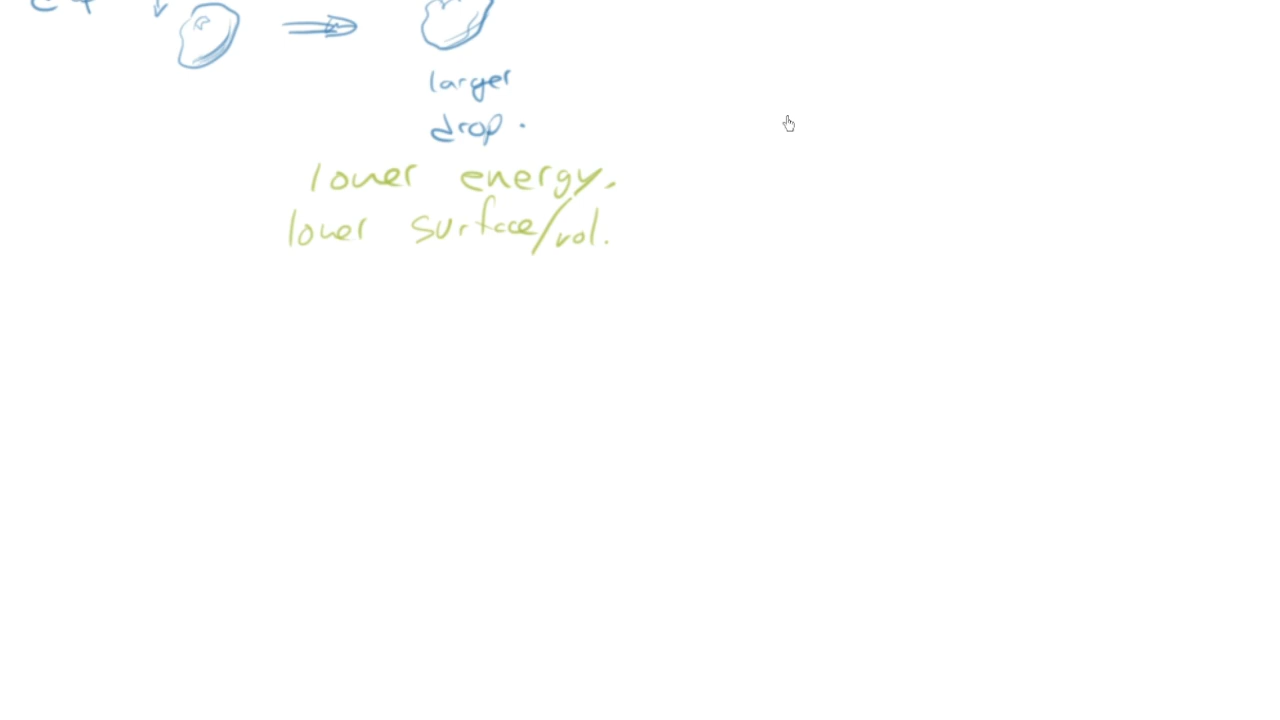 larger
drop.
lower energy.
lower surface/vol.